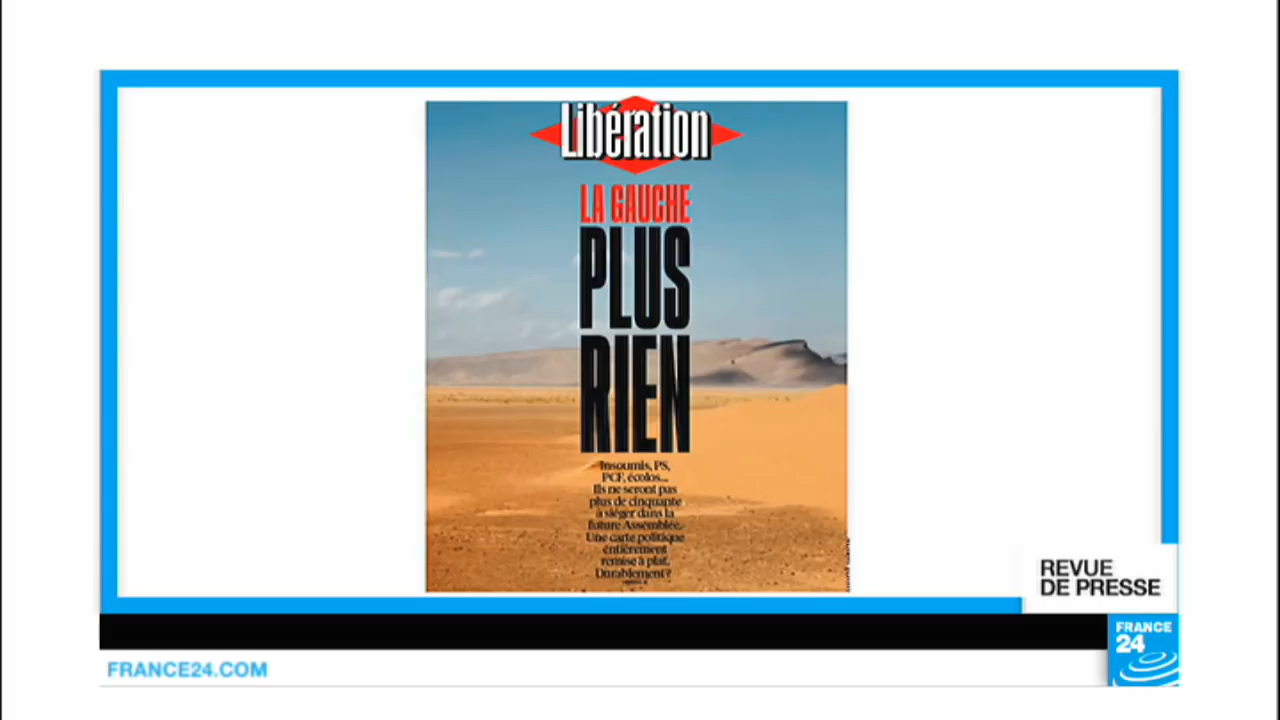 Libération
LA GAUCHE
PLUS
RIEN
Insoumis, PS,
PCF, écolos...
Ils ne seront pas
plus de cinquante
à siéger dans la
future Assemblée.
Une carte politique
entièrement
remise à plat.
Durablement ?
REVUE
DE PRESSE
FRANCE
24
FRANCE24.COM